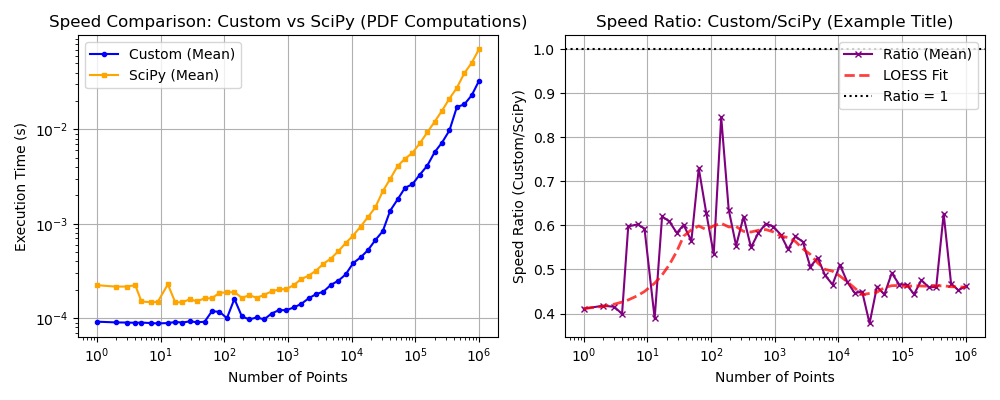 Speed Comparison: Custom vs SciPy (PDF Computations)
Custom (Mean)
SciPy (Mean)
Execution Time (s)
10⁻²
10⁻³
10⁻⁴
10⁰ 10¹ 10² 10³ 10⁴ 10⁵ 10⁶
Number of Points
Speed Ratio: Custom/SciPy (Example Title)
Ratio (Mean)
LOESS Fit
Ratio = 1
Speed Ratio (Custom/SciPy)
1.0
0.9
0.8
0.7
0.6
0.5
0.4
10⁰ 10¹ 10² 10³ 10⁴ 10⁵ 10⁶
Number of Points